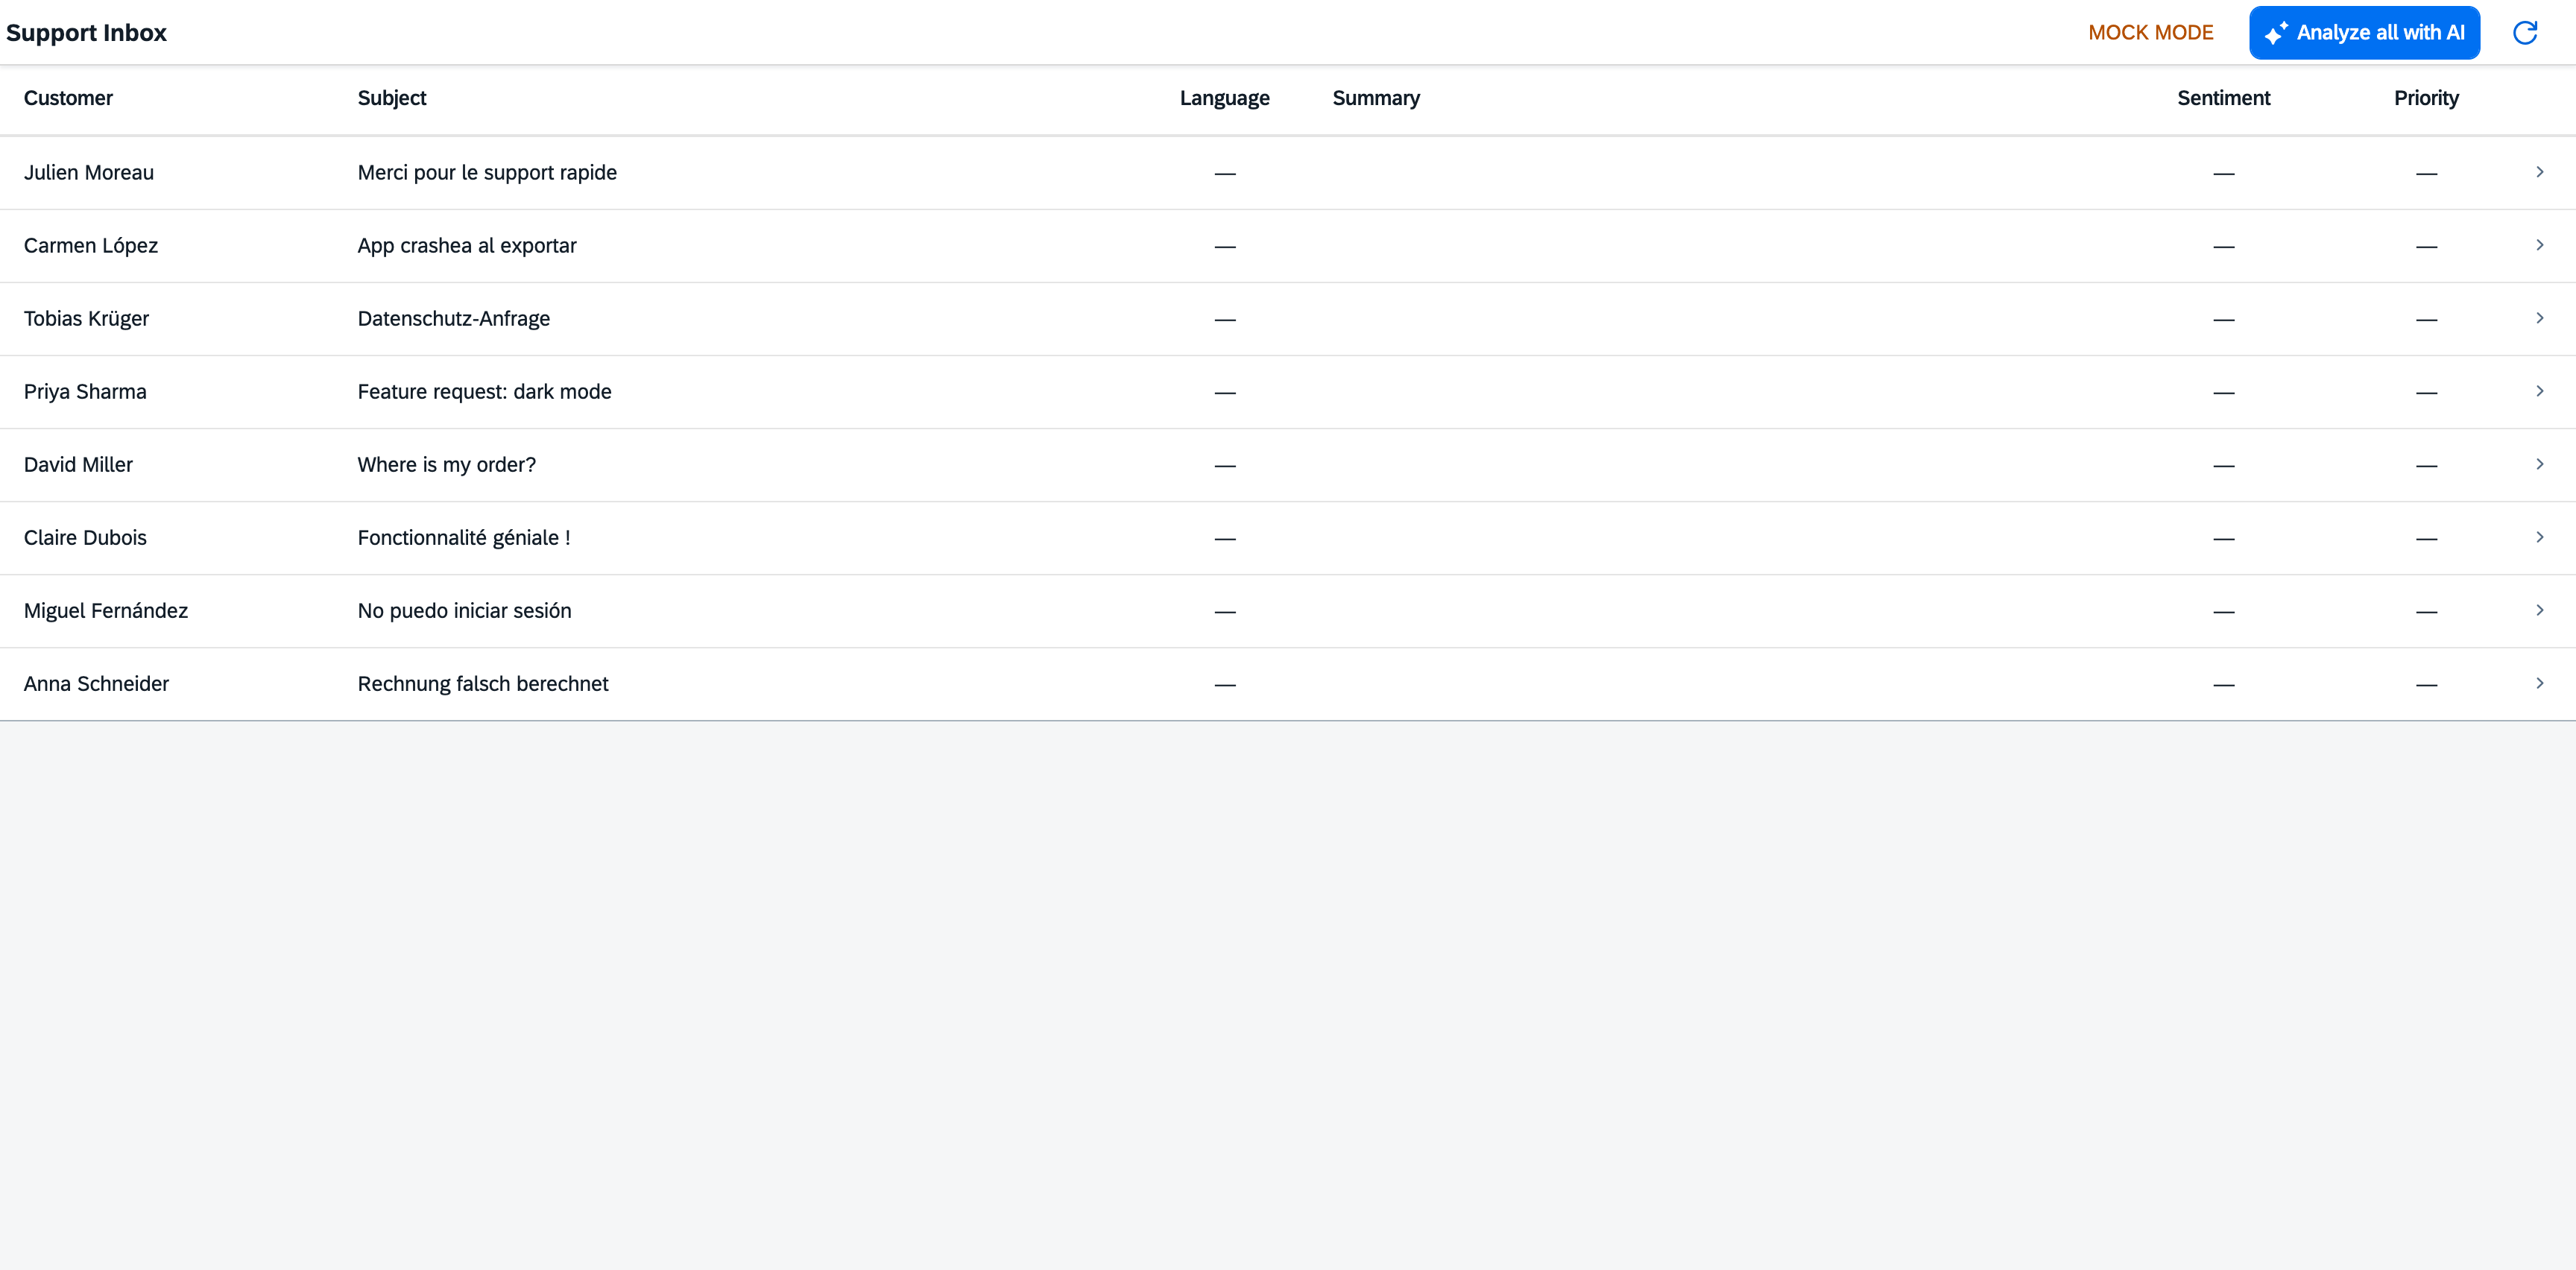 Support Inbox MOCK MODE Analyze all with AI
Customer Subject Language Summary Sentiment Priority
Julien Moreau Merci pour le support rapide — — —
Carmen López App crashea al exportar — — —
Tobias Krüger Datenschutz-Anfrage — — —
Priya Sharma Feature request: dark mode — — —
David Miller Where is my order? — — —
Claire Dubois Fonctionnalité géniale ! — — —
Miguel Fernández No puedo iniciar sesión — — —
Anna Schneider Rechnung falsch berechnet — — —